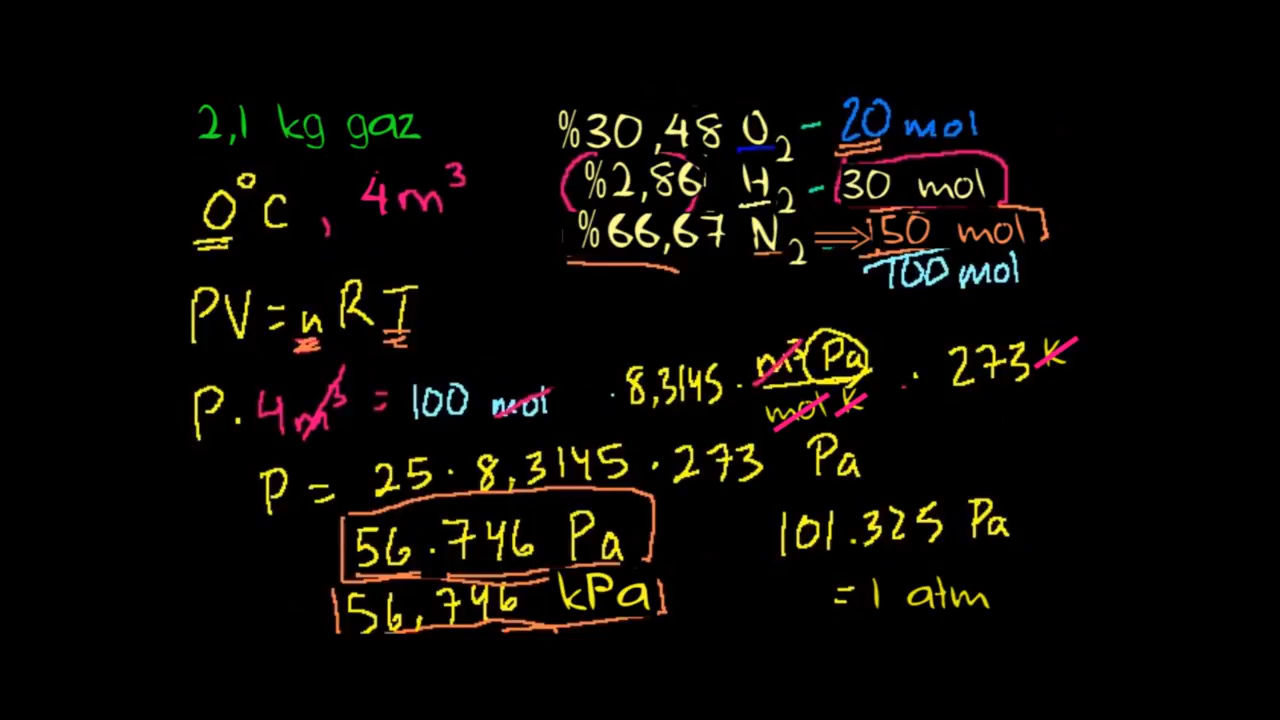 2,1 kg gaz
0°C, 4m³
%30,48 O₂ - 20 mol
%2,86 H₂ - 30 mol
%66,67 N₂ ⇒ 50 mol
100 mol
PV = nRT
P. 4m³ = 100 mol . 8,3145 . m³ Pa / mol K . 273 K
P = 25 . 8,3145 . 273 Pa
56.746 Pa
56,746 kPa
101.325 Pa
= 1 atm